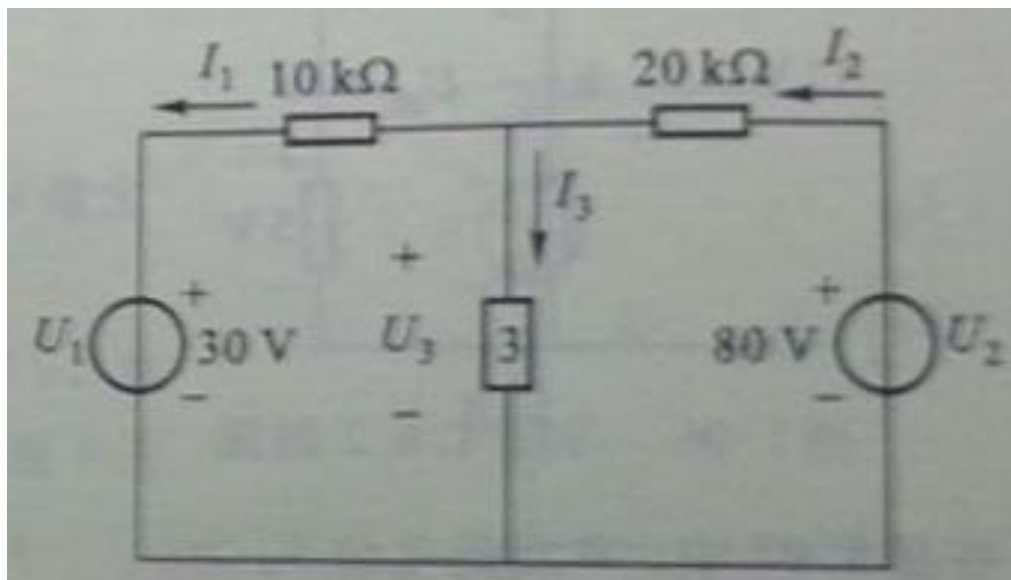 I₁ 10 kΩ 20 kΩ I₂
I₃
+ + +
U₁ 30 V U₃ 3 80 V U₂
− − −